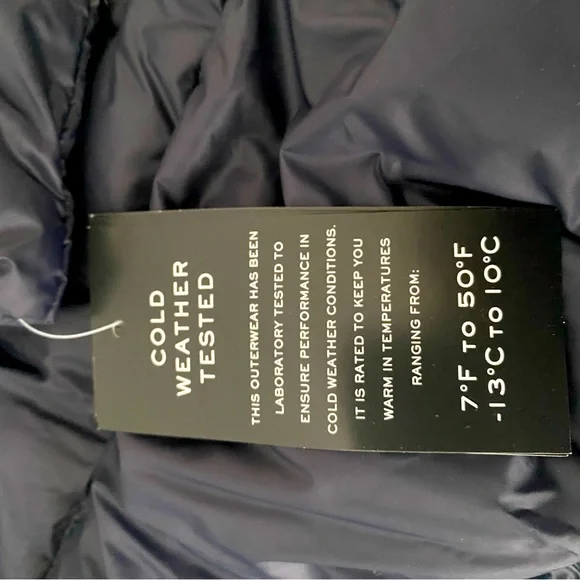 COLD
WEATHER
TESTED
THIS OUTERWEAR HAS BEEN
LABORATORY TESTED TO
ENSURE PERFORMANCE IN
COLD WEATHER CONDITIONS.
IT IS RATED TO KEEP YOU
WARM IN TEMPERATURES
RANGING FROM:
7°F TO 50°F
-13°C TO 10°C